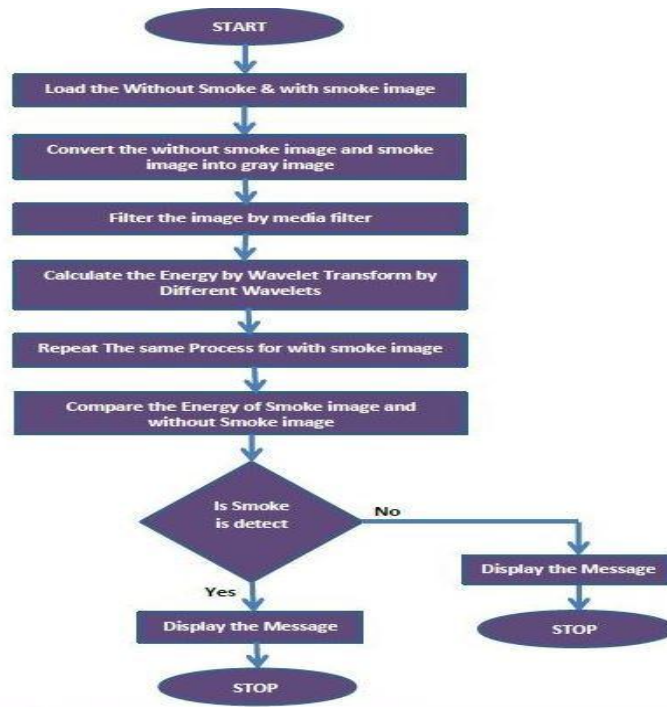 START
Load the Without Smoke & with smoke image
Convert the without smoke image and smoke
image into gray image
Filter the image by media filter
Calculate the Energy by Wavelet Transform by
Different Wavelets
Repeat The same Process for with smoke image
Compare the Energy of Smoke image and
without Smoke image
Is Smoke
is detect
No
Yes
Display the Message
Display the Message
STOP
STOP